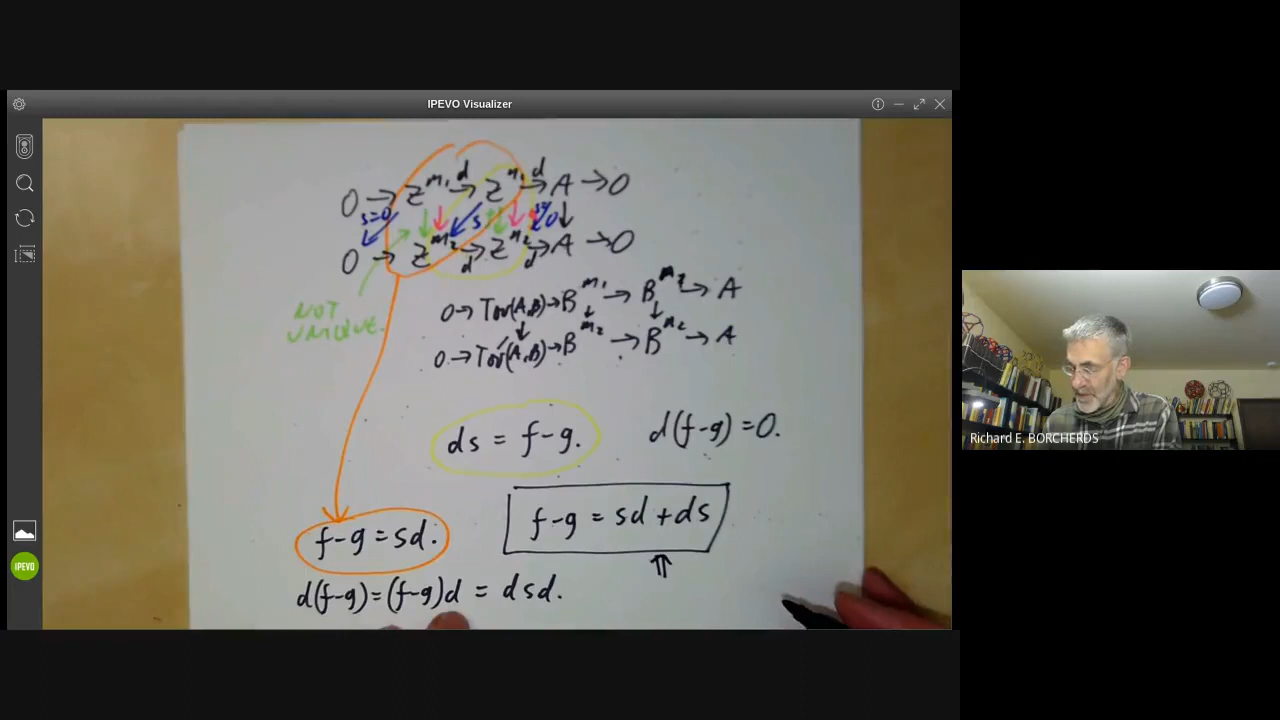 IPEVO Visualizer
0 → Z^m₁ d→ Z^n₁ d→ A → 0
s=0 s 0
0 → Z^m₂ d→ Z^n₂ d→ A → 0
NOT
UNIQUE.
0 → Tor(A,B) → B^m₁ → B^n₁ → A
0 → Tor'(A,B) → B^m₂ → B^n₂ → A
ds = f-g. d(f-g) = 0.
f-g = sd. f-g = sd + ds
⇑
d(f-g) = (f-g)d = dsd.
IPEVO
Richard E. BORCHERDS